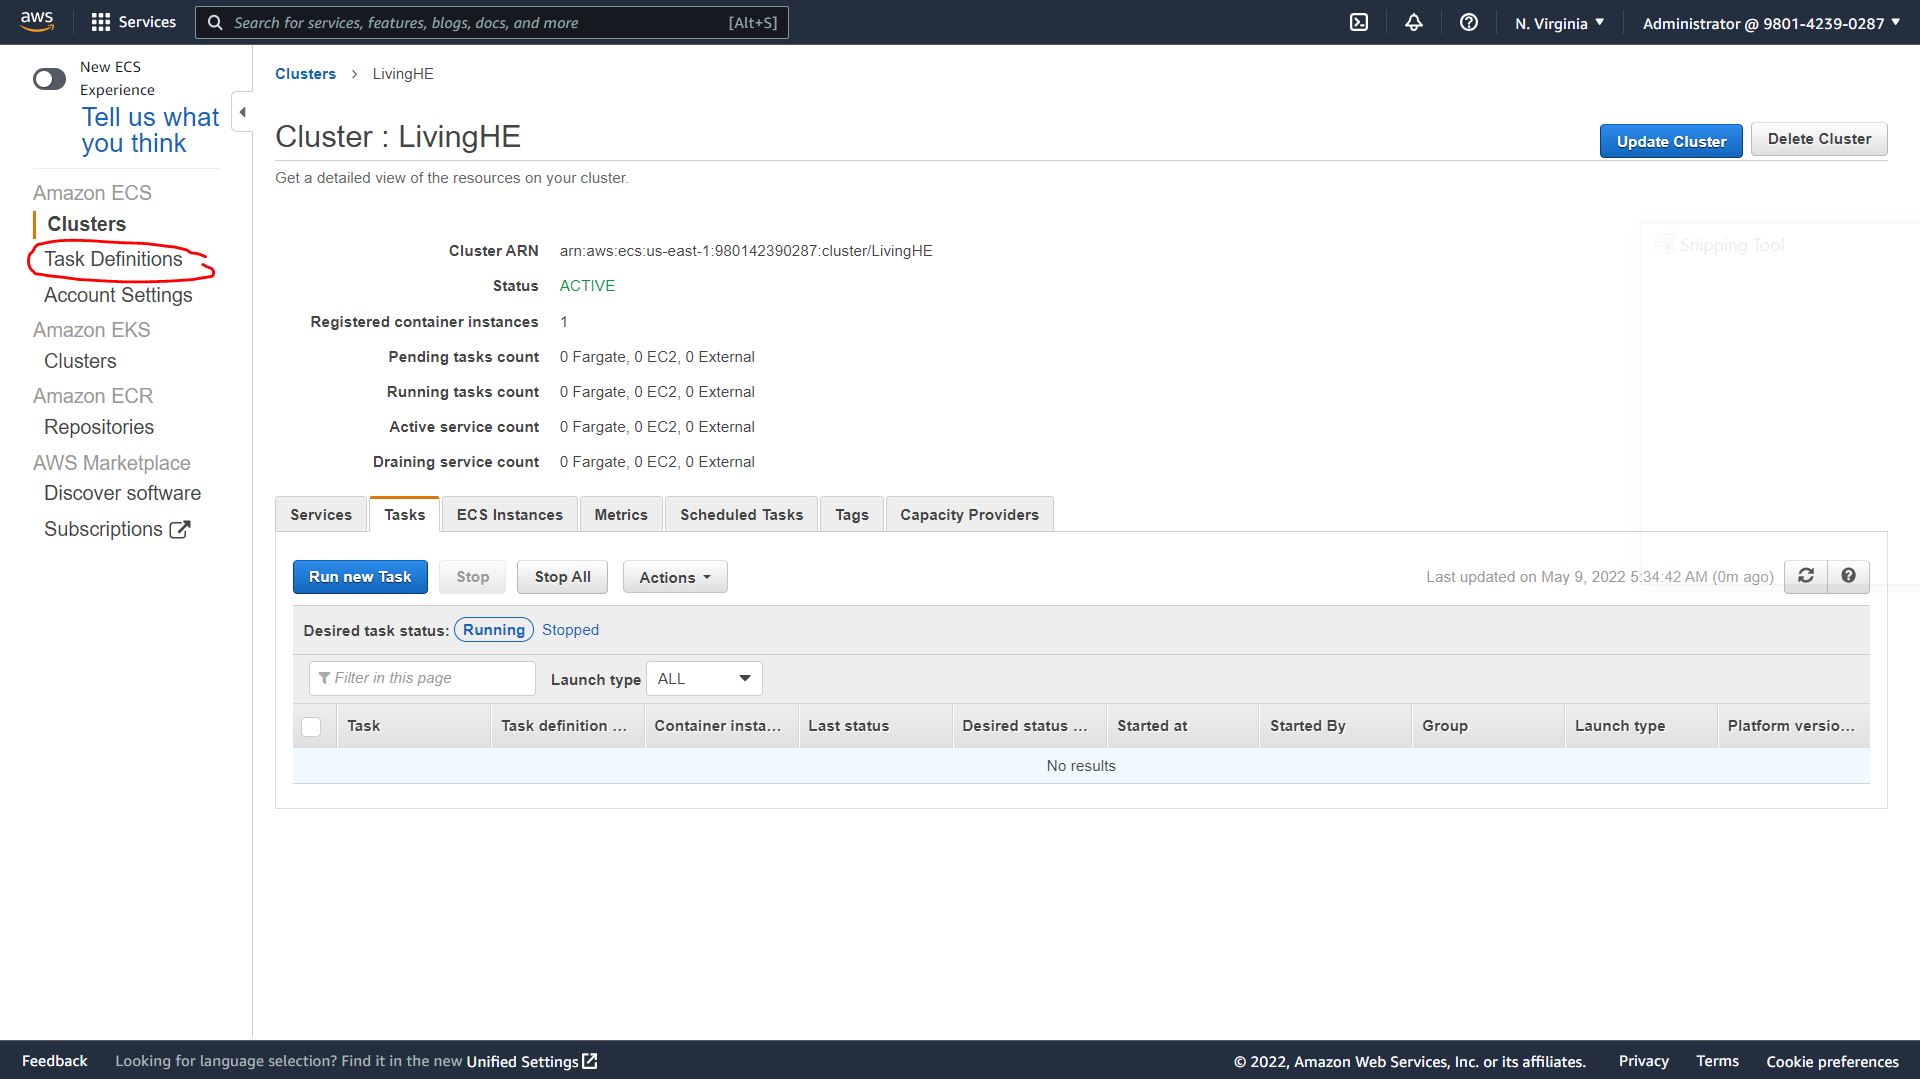 aws Services Search for services, features, blogs, docs, and more [Alt+S] N. Virginia Administrator @ 9801-4239-0287
New ECS
Experience
Tell us what
you think
Amazon ECS
Clusters
Task Definitions
Account Settings
Amazon EKS
Clusters
Amazon ECR
Repositories
AWS Marketplace
Discover software
Subscriptions
Clusters > LivingHE
Cluster : LivingHE
Update Cluster Delete Cluster
Get a detailed view of the resources on your cluster.
Snipping Tool
Cluster ARN arn:aws:ecs:us-east-1:980142390287:cluster/LivingHE
Status ACTIVE
Registered container instances 1
Pending tasks count 0 Fargate, 0 EC2, 0 External
Running tasks count 0 Fargate, 0 EC2, 0 External
Active service count 0 Fargate, 0 EC2, 0 External
Draining service count 0 Fargate, 0 EC2, 0 External
Services Tasks ECS Instances Metrics Scheduled Tasks Tags Capacity Providers
Run new Task Stop Stop All Actions Last updated on May 9, 2022 5:34:42 AM (0m ago)
Desired task status: Running Stopped
Filter in this page Launch type ALL
Task Task definition ... Container insta... Last status Desired status ... Started at Started By Group Launch type Platform versio...
No results
Feedback Looking for language selection? Find it in the new Unified Settings © 2022, Amazon Web Services, Inc. or its affiliates. Privacy Terms Cookie preferences